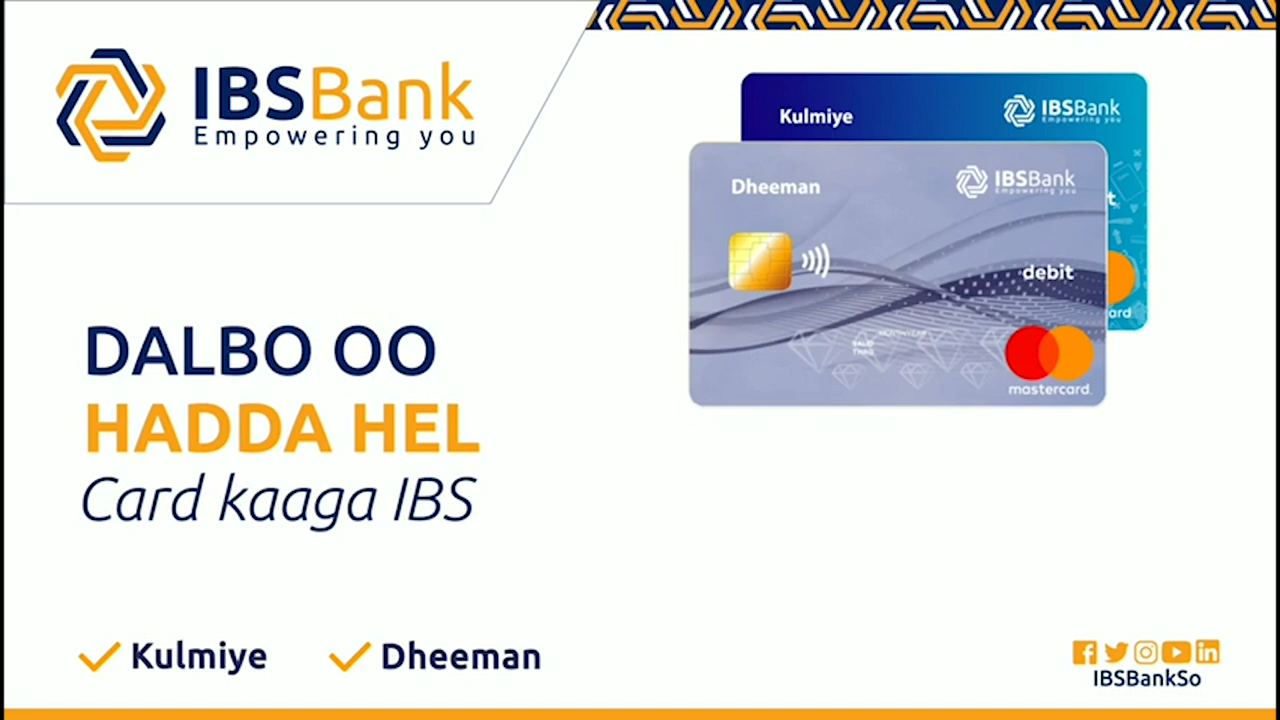 IBSBank
Empowering you
Kulmiye
IBSBank
Empowering you
Dheeman
IBSBank
Empowering you
debit
mastercard.
DALBO OO
HADDA HEL
Card kaaga IBS
Kulmiye
Dheeman
IBSBankSo